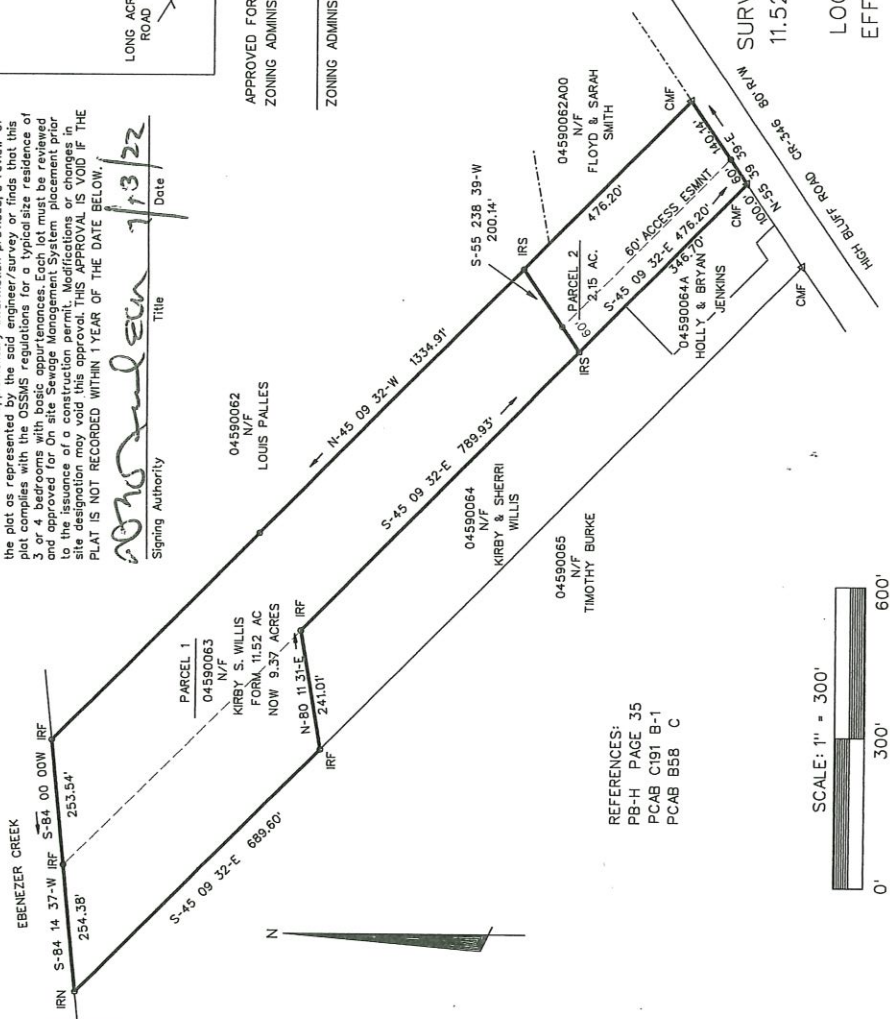 the plat as represented by the said engineer/survey or finds that this
plat complies with the OSSMS regulations for a typical size residence of
3 or 4 bedrooms with basic appurtenances. Each lot must be reviewed
and approved for On site Sewage Management System placement prior
to the issuance of a construction permit. Modifications or changes in
site designation may void this approval. THIS APPROVAL IS VOID IF THE
PLAT IS NOT RECORDED WITHIN 1 YEAR OF THE DATE BELOW.
7/13/22
Signing Authority Title Date
LONG ACR
ROAD
APPROVED FOR
ZONING ADMINIS
ZONING ADMINIS
EBENEZER CREEK
IRN S-84 14 37-W IRF S-84 00 00W IRF
254.38'
253.54'
PARCEL 1
04590063
N/F
KIRBY S. WILLIS
FORM. 11.52 AC
NOW 9.37 ACRES
N-80 11 31-E IRF
241.01'
IRF
S-45 09 32-E 689.60'
04590062
N/F
LOUIS PALLES
N-45 09 32-W 1334.91'
S-45 09 32-E 789.93'
04590064
N/F
KIRBY & SHERRI
WILLIS
04590065
N/F
TIMOTHY BURKE
S-55 238 39-W
200.14'
IRS
IRS
60'
PARCEL 2
2.15 AC.
476.20'
60' ACCESS ESMNT
S-45 09 32-E 476.20'
346.70'
04590062A00
N/F
FLOYD & SARAH
SMITH
04590064A
HOLLY & BRYAN
JENKINS
CMF
140.14'
60'
N-55 39 39-E
CMF
100.0'
CMF
HIGH BLUFF ROAD CR-346 80' R/W
SURV
11.52
LOC
EFF
N
REFERENCES:
PB-H PAGE 35
PCAB C191 B-1
PCAB B58 C
SCALE: 1" = 300'
0' 300' 600'